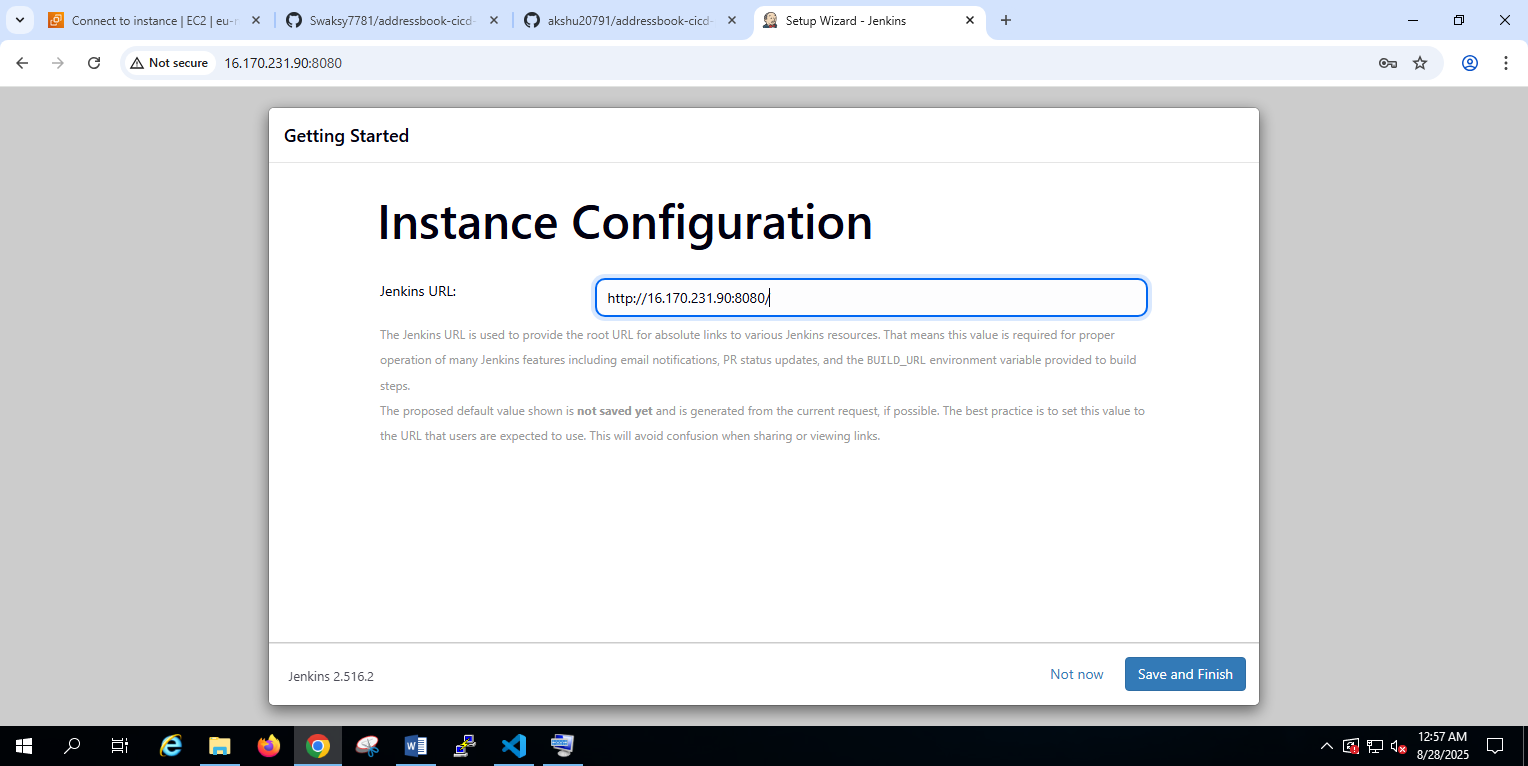 Connect to instance | EC2 | eu-n
Swaksy7781/addressbook-cicd-
akshu20791/addressbook-cicd-
Setup Wizard - Jenkins
Not secure
16.170.231.90:8080
Getting Started
Instance Configuration
Jenkins URL:
http://16.170.231.90:8080/
The Jenkins URL is used to provide the root URL for absolute links to various Jenkins resources. That means this value is required for proper
operation of many Jenkins features including email notifications, PR status updates, and the BUILD_URL environment variable provided to build
steps.
The proposed default value shown is not saved yet and is generated from the current request, if possible. The best practice is to set this value to
the URL that users are expected to use. This will avoid confusion when sharing or viewing links.
Jenkins 2.516.2
Not now
Save and Finish
12:57 AM
8/28/2025